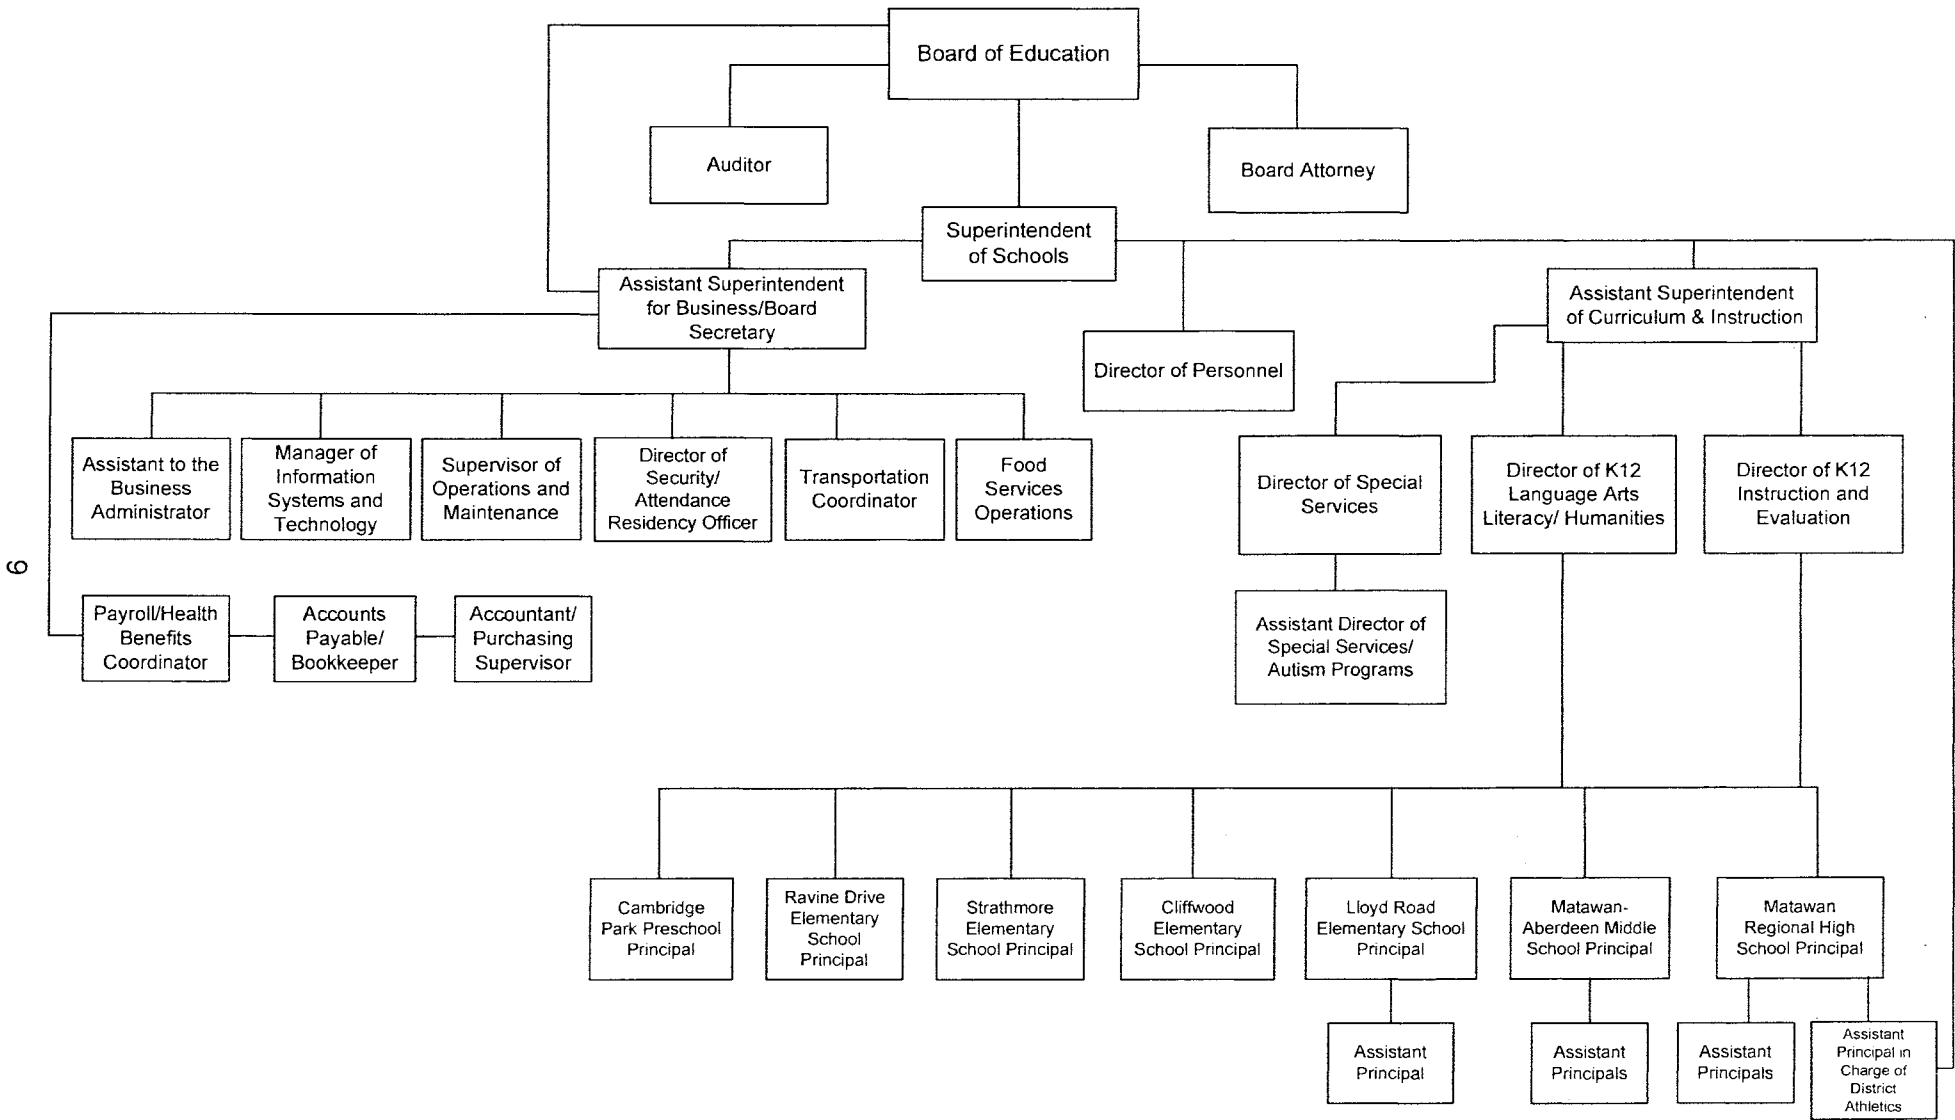 Board of Education
Auditor
Board Attorney
Superintendent
of Schools
Assistant Superintendent
for Business/Board
Secretary
Assistant Superintendent
of Curriculum & Instruction
Director of Personnel
Assistant to the
Business
Administrator
Manager of
Information
Systems and
Technology
Supervisor of
Operations and
Maintenance
Director of
Security/
Attendance
Residency Officer
Transportation
Coordinator
Food
Services
Operations
Director of Special
Services
Director of K12
Language Arts
Literacy/ Humanities
Director of K12
Instruction and
Evaluation
9
Payroll/Health
Benefits
Coordinator
Accounts
Payable/
Bookkeeper
Accountant/
Purchasing
Supervisor
Assistant Director of
Special Services/
Autism Programs
Cambridge
Park Preschool
Principal
Ravine Drive
Elementary
School
Principal
Strathmore
Elementary
School Principal
Cliffwood
Elementary
School Principal
Lloyd Road
Elementary School
Principal
Matawan-
Aberdeen Middle
School Principal
Matawan
Regional High
School Principal
Assistant
Principal
Assistant
Principals
Assistant
Principals
Assistant
Principal in
Charge of
District
Athletics